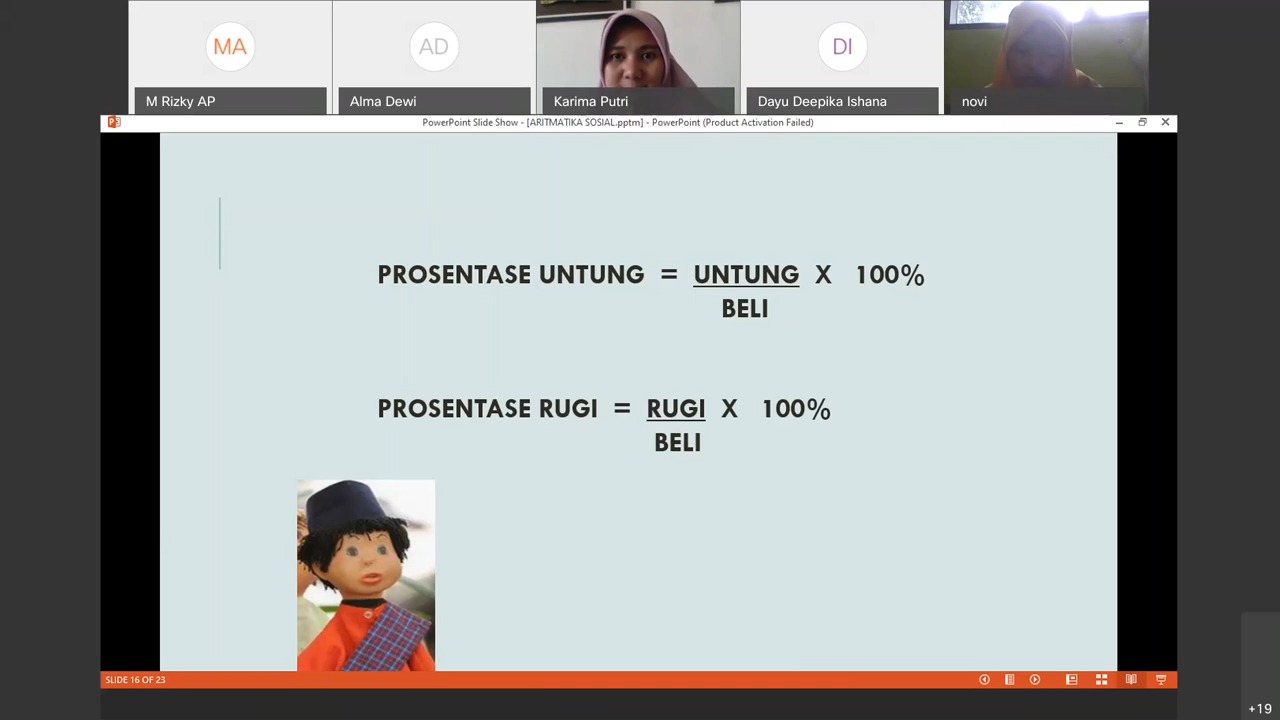 MA
AD
DI
M Rizky AP
Alma Dewi
Karima Putri
Dayu Deepika Ishana
novi
PowerPoint Slide Show - [ARITMATIKA SOSIAL.pptm] - PowerPoint (Product Activation Failed)
PROSENTASE UNTUNG = UNTUNG X 100%
BELI
PROSENTASE RUGI = RUGI X 100%
BELI
SLIDE 16 OF 23
+19